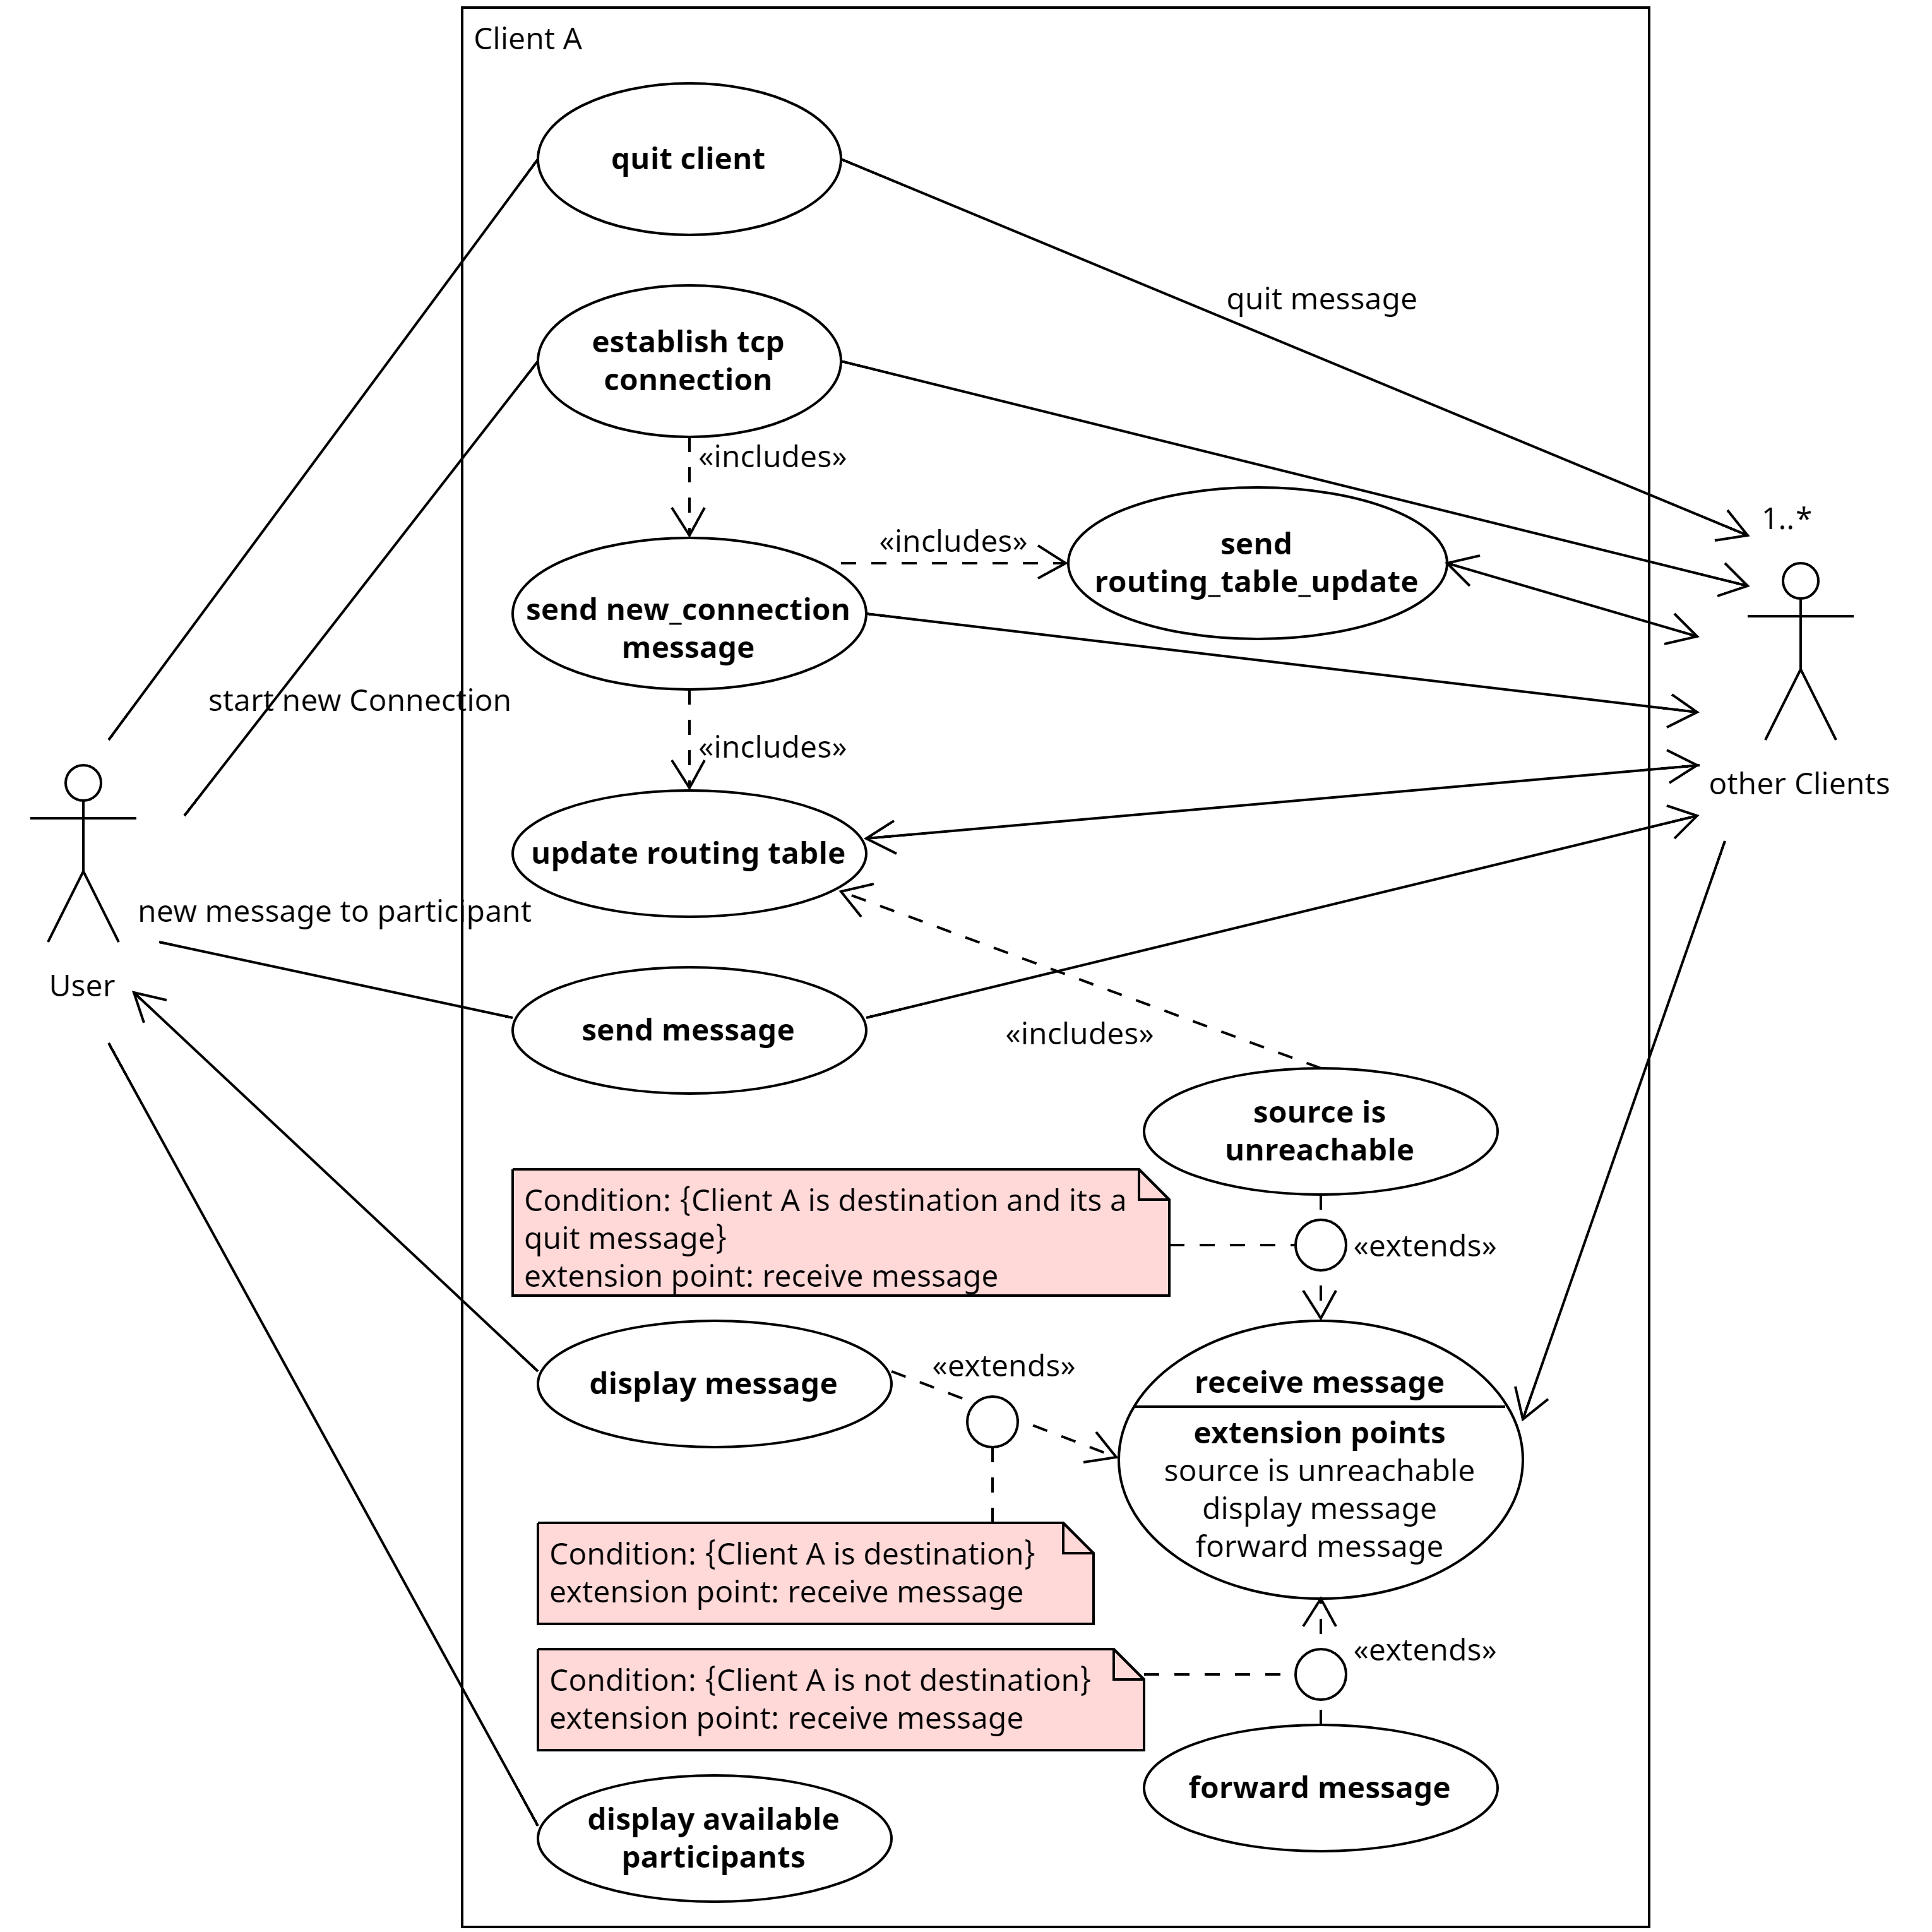 Client A
quit client
quit message
establish tcp
connection
«includes»
1..*
«includes»
send
routing_table_update
send new_connection
message
start new Connection
«includes»
other Clients
update routing table
new message to participant
User
send message
«includes»
source is
unreachable
Condition: {Client A is destination and its a
quit message}
extension point: receive message
«extends»
display message
«extends»
receive message
extension points
source is unreachable
display message
forward message
Condition: {Client A is destination}
extension point: receive message
«extends»
Condition: {Client A is not destination}
extension point: receive message
forward message
display available
participants